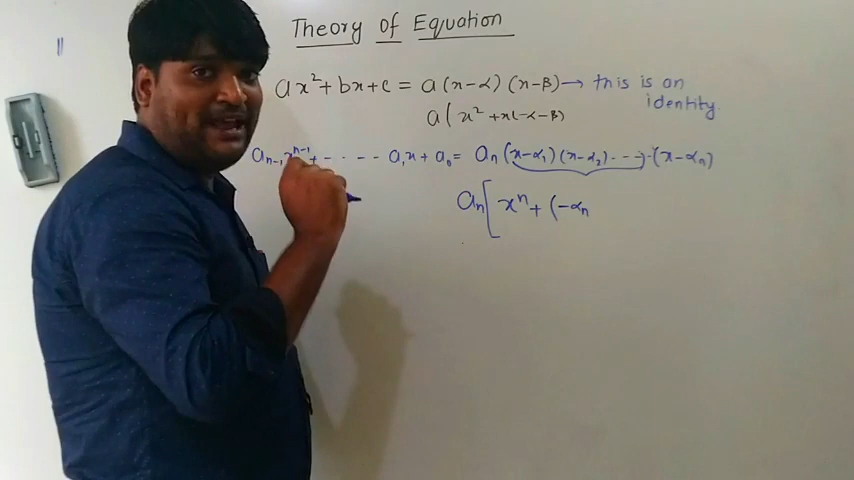 Theory of Equation
ax² + bx + c = a(x-α) (x-β) → this is an
identity.
a(x² + x(-α-β)
aₙ₋₁xⁿ⁻¹ + - - - - - a₁x + a₀ = aₙ (x-α₁) (x-α₂) - - - - - (x-αₙ)
aₙ[xⁿ + (-αₙ